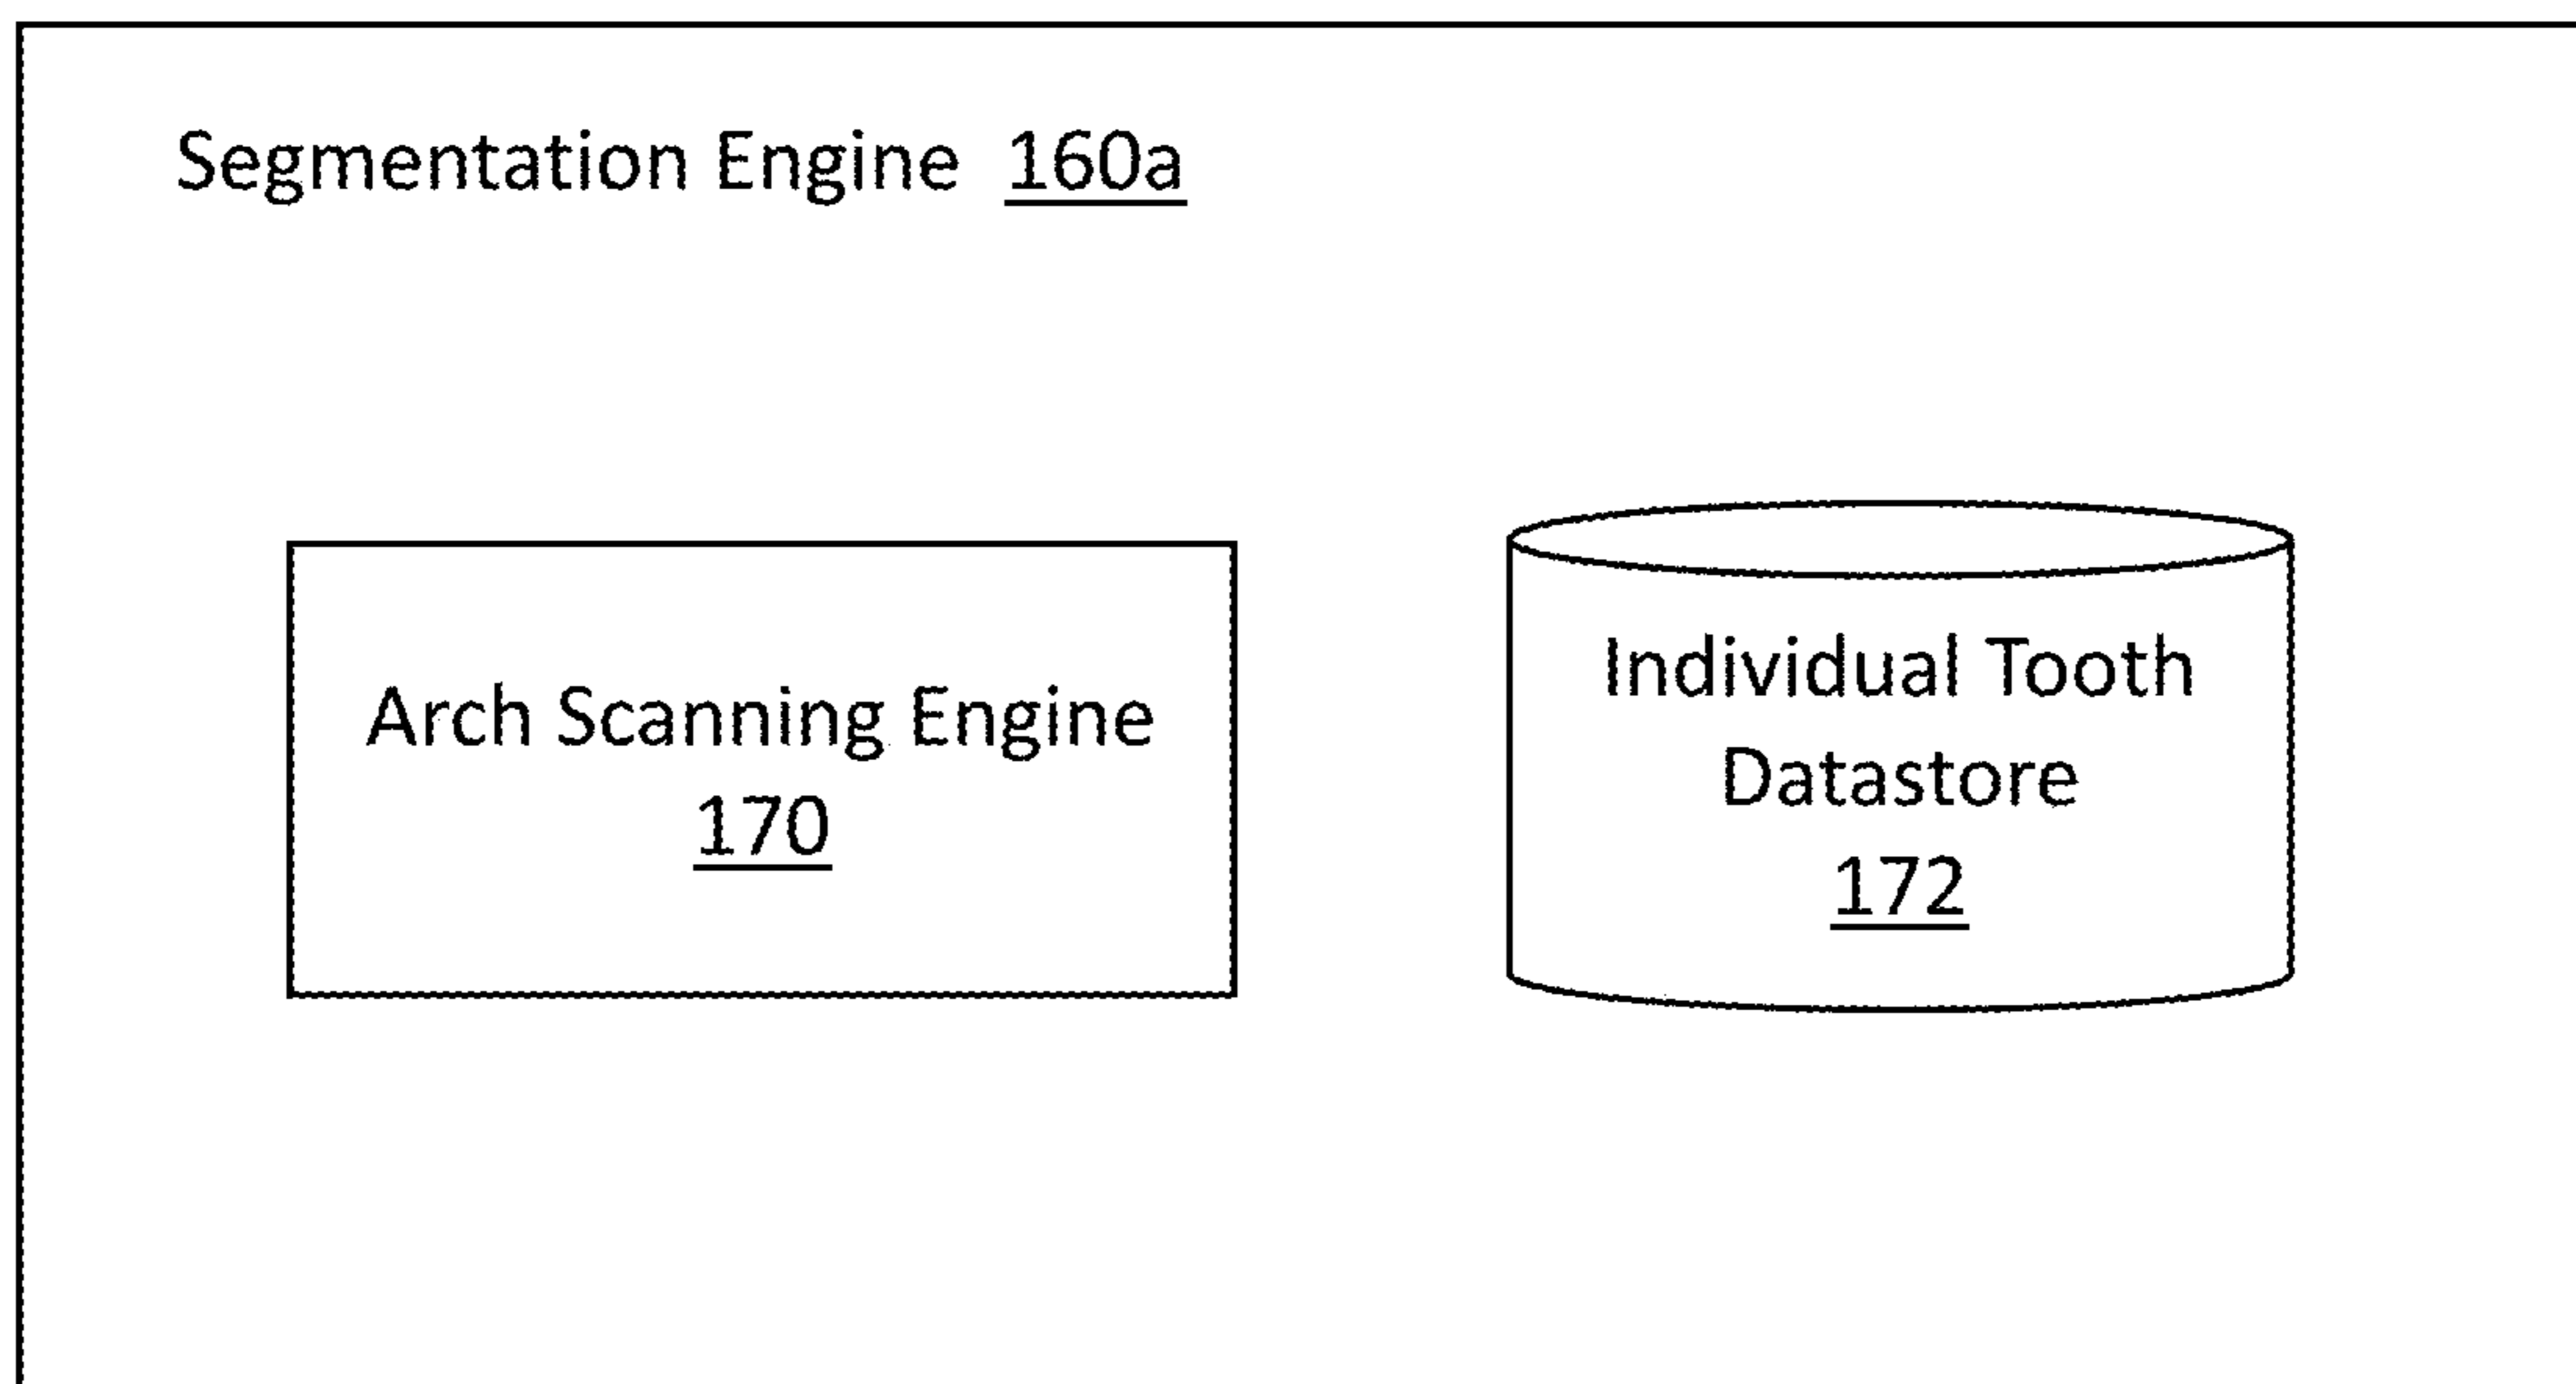 Segmentation Engine 160a
Arch Scanning Engine
170
Individual Tooth
Datastore
172